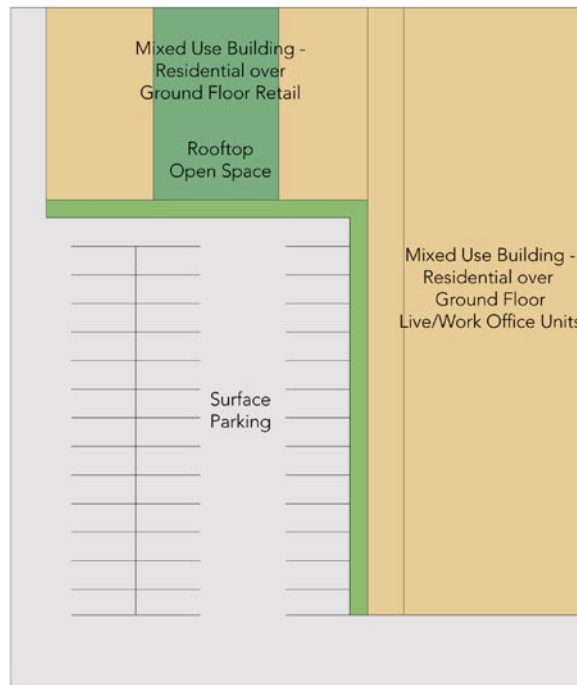 Mixed Use Building -
Residential over
Ground Floor Retail
Rooftop
Open Space
Mixed Use Building -
Residential over
Ground Floor
Live/Work Office Units
Surface
Parking